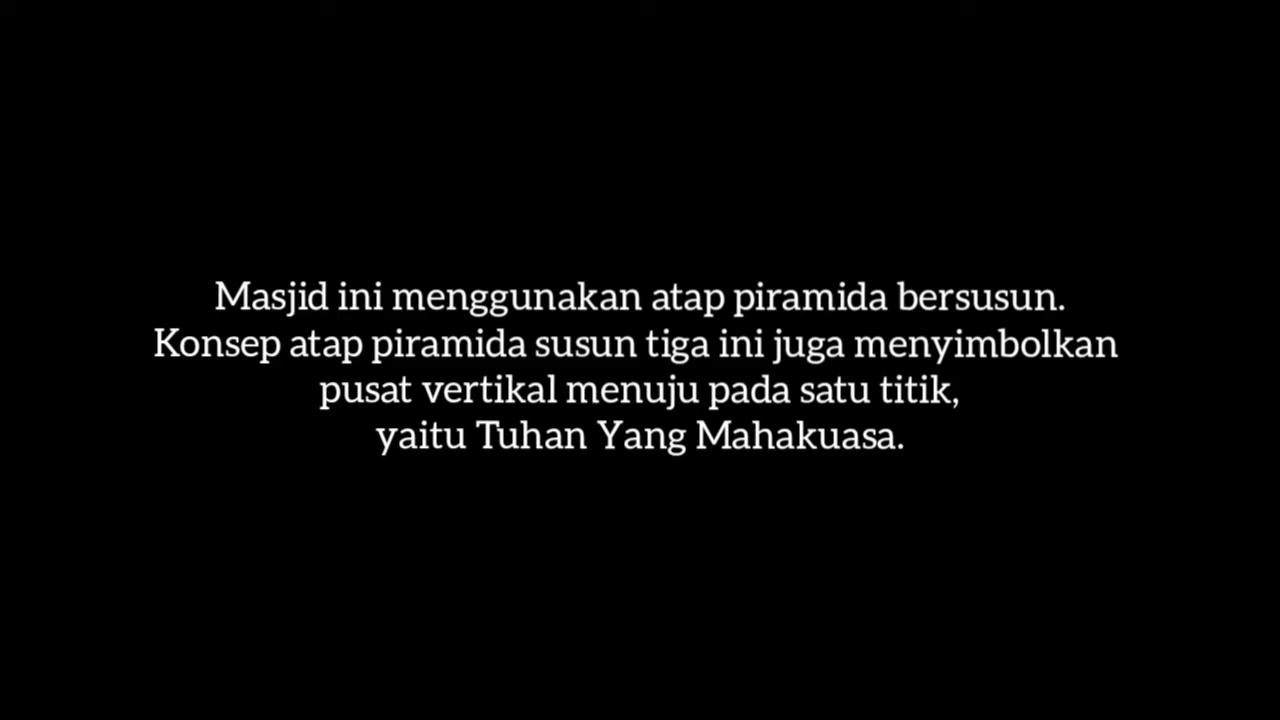 Masjid ini menggunakan atap piramida bersusun.
Konsep atap piramida susun tiga ini juga menyimbolkan
pusat vertikal menuju pada satu titik,
yaitu Tuhan Yang Mahakuasa.